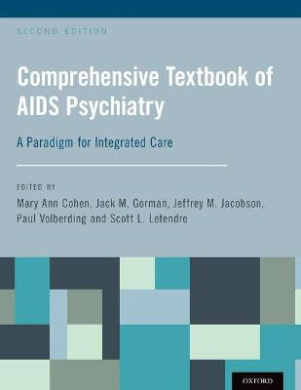 SECOND EDITION
Comprehensive Textbook of
AIDS Psychiatry
A Paradigm for Integrated Care
EDITED BY
Mary Ann Cohen, Jack M. Gorman, Jeffrey M. Jacobson,
Paul Volberding and Scott L. Letendre
OXFORD